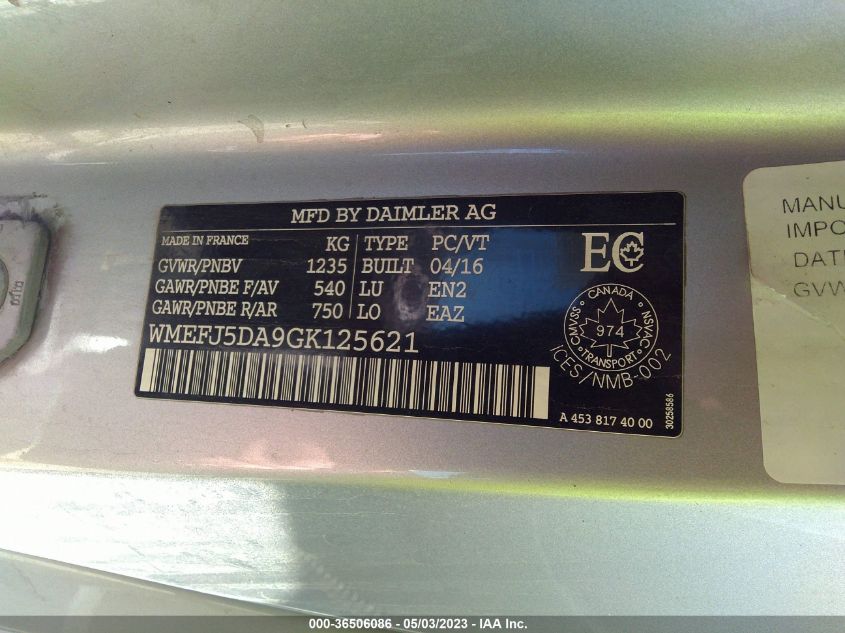 MFD BY DAIMLER AG
MADE IN FRANCE KG TYPE PC/VT
GVWR/PNBV 1235 BUILT 04/16
GAWR/PNBE F/AV 540 LU EN2
GAWR/PNBE R/AR 750 LO EAZ
WMEFJ5DA9GK125621
EC
CANADA
CMVSS 974 NSVAC
TRANSPORT
ICES/NMB-002
A 453 817 40 00
30258586
MANU
IMPO
DAT
GVW
000-36506086 - 05/03/2023 - IAA Inc.